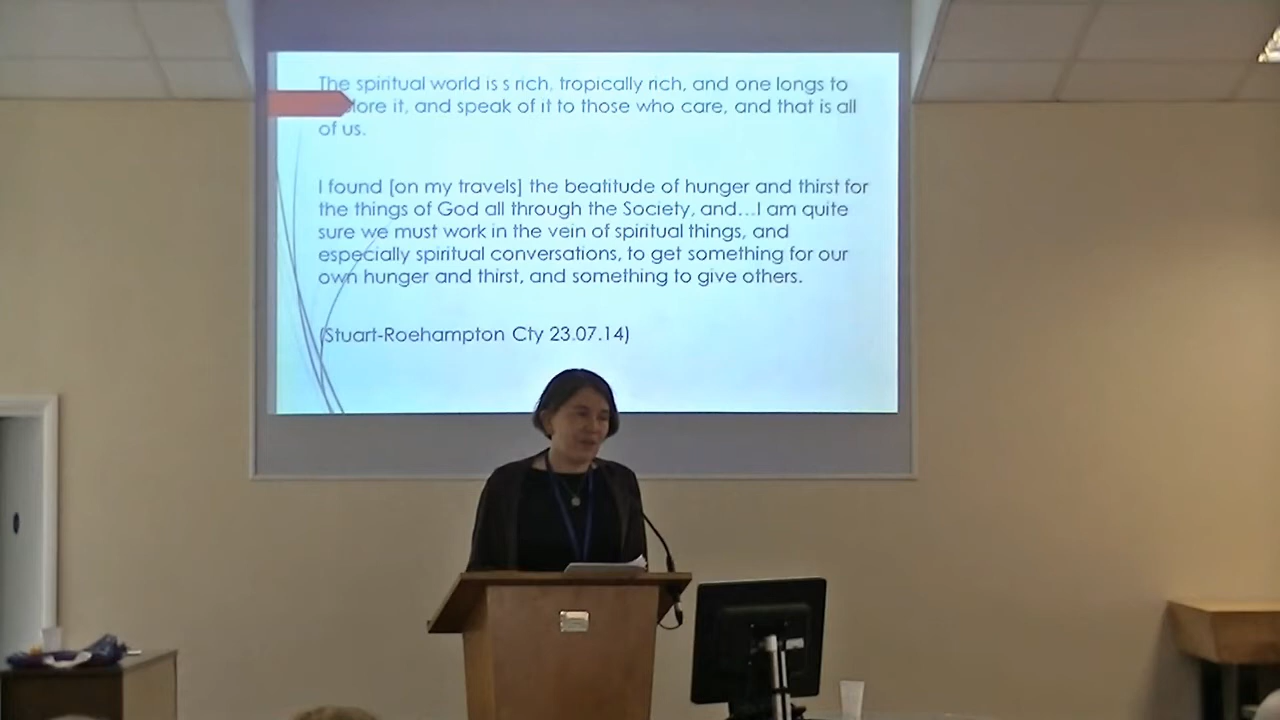 The spiritual world is s rich, tropically rich, and one longs to
lore it, and speak of it to those who care, and that is all
of us.
I found [on my travels] the beatitude of hunger and thirst for
the things of God all through the Society, and…I am quite
sure we must work in the vein of spiritual things, and
especially spiritual conversations, to get something for our
own hunger and thirst, and something to give others.
(Stuart-Roehampton Cty 23.07.14)